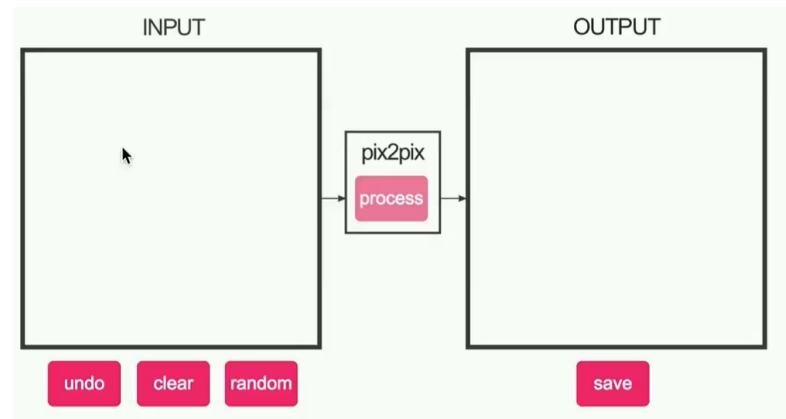 INPUT
OUTPUT
pix2pix
process
undo
clear
random
save